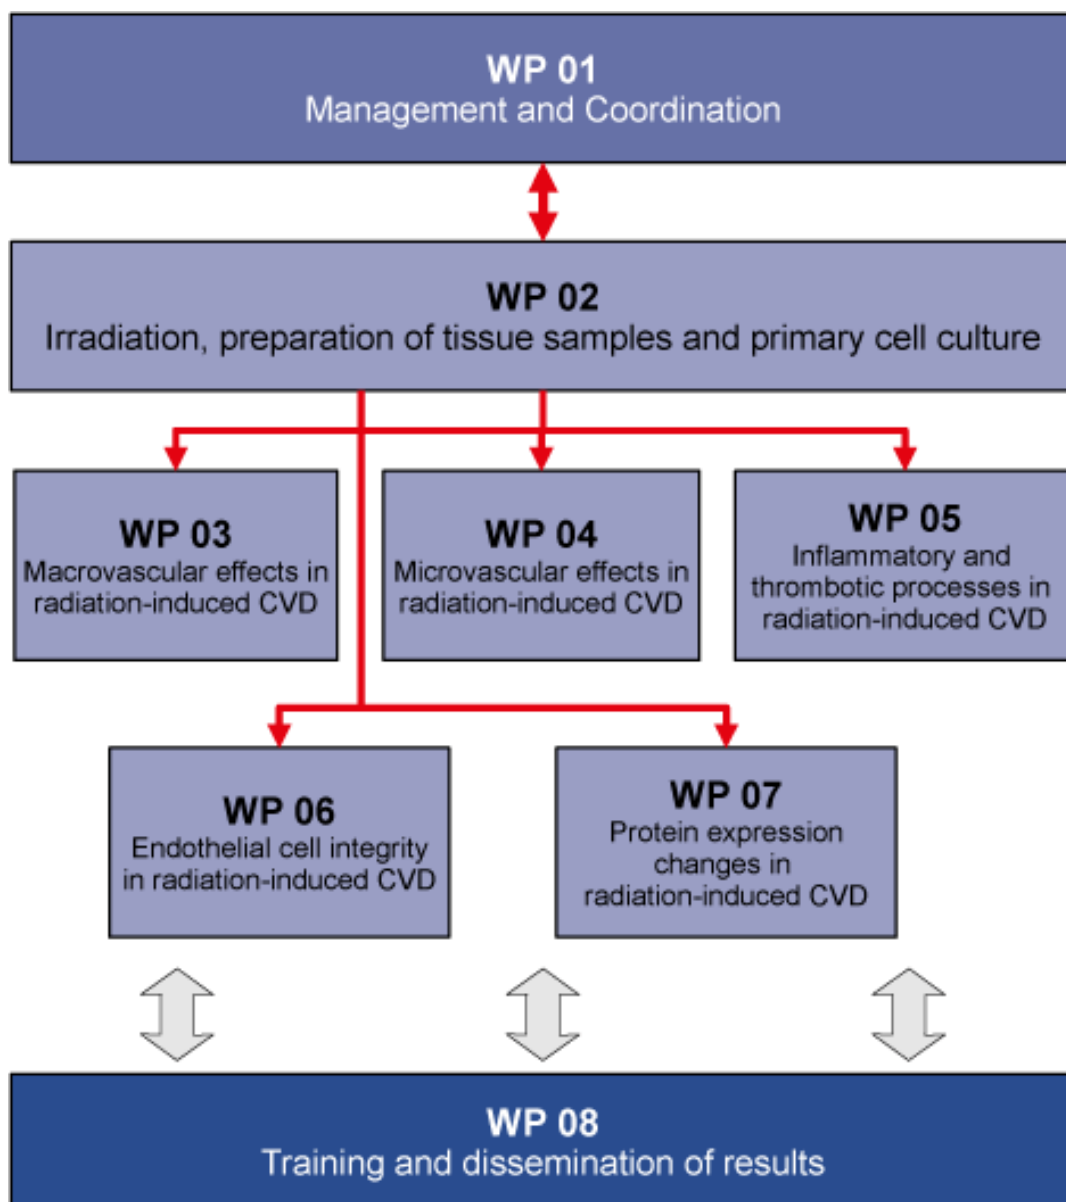 WP 01
Management and Coordination
WP 02
Irradiation, preparation of tissue samples and primary cell culture
WP 03
Macrovascular effects in
radiation-induced CVD
WP 04
Microvascular effects in
radiation-induced CVD
WP 05
Inflammatory and
thrombotic processes in
radiation-induced CVD
WP 06
Endothelial cell integrity
in radiation-induced CVD
WP 07
Protein expression
changes in
radiation-induced CVD
WP 08
Training and dissemination of results